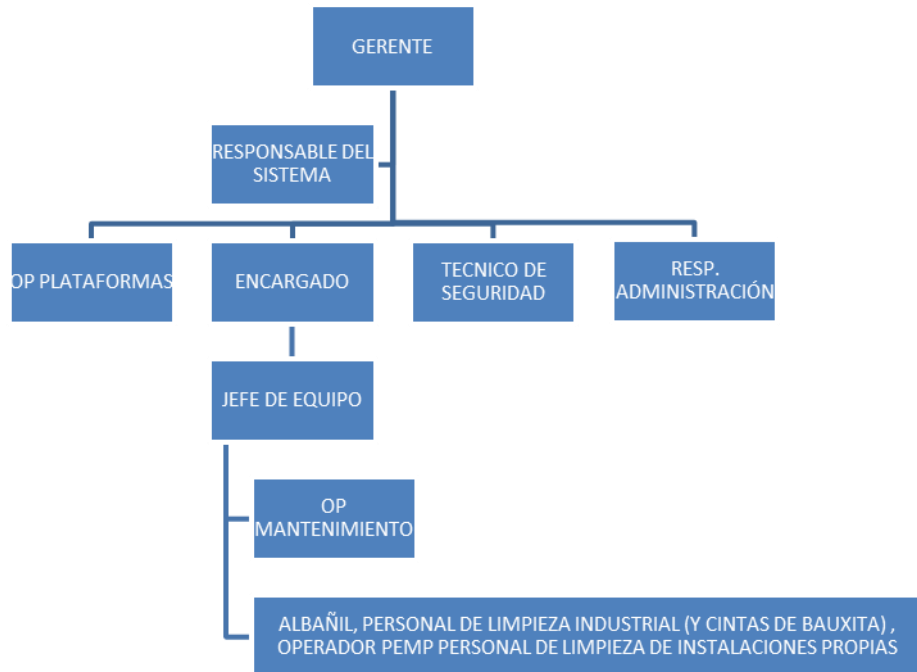 GERENTE
RESPONSABLE DEL
SISTEMA
OP PLATAFORMAS
ENCARGADO
TECNICO DE
SEGURIDAD
RESP.
ADMINISTRACIÓN
JEFE DE EQUIPO
OP
MANTENIMIENTO
ALBAÑIL, PERSONAL DE LIMPIEZA INDUSTRIAL (Y CINTAS DE BAUXITA) ,
OPERADOR PEMP PERSONAL DE LIMPIEZA DE INSTALACIONES PROPIAS